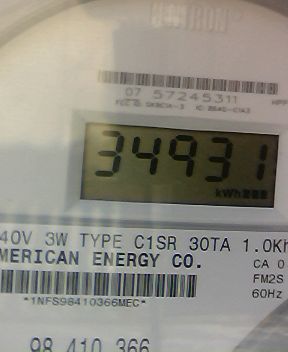 07 57245311
34931
kWh
40V 3W TYPE C1SR 30TA 1.0Kh
MERICAN ENERGY CO.
CA 0
FM2S
60Hz
*1NFS98410366MEC*
98 410 366